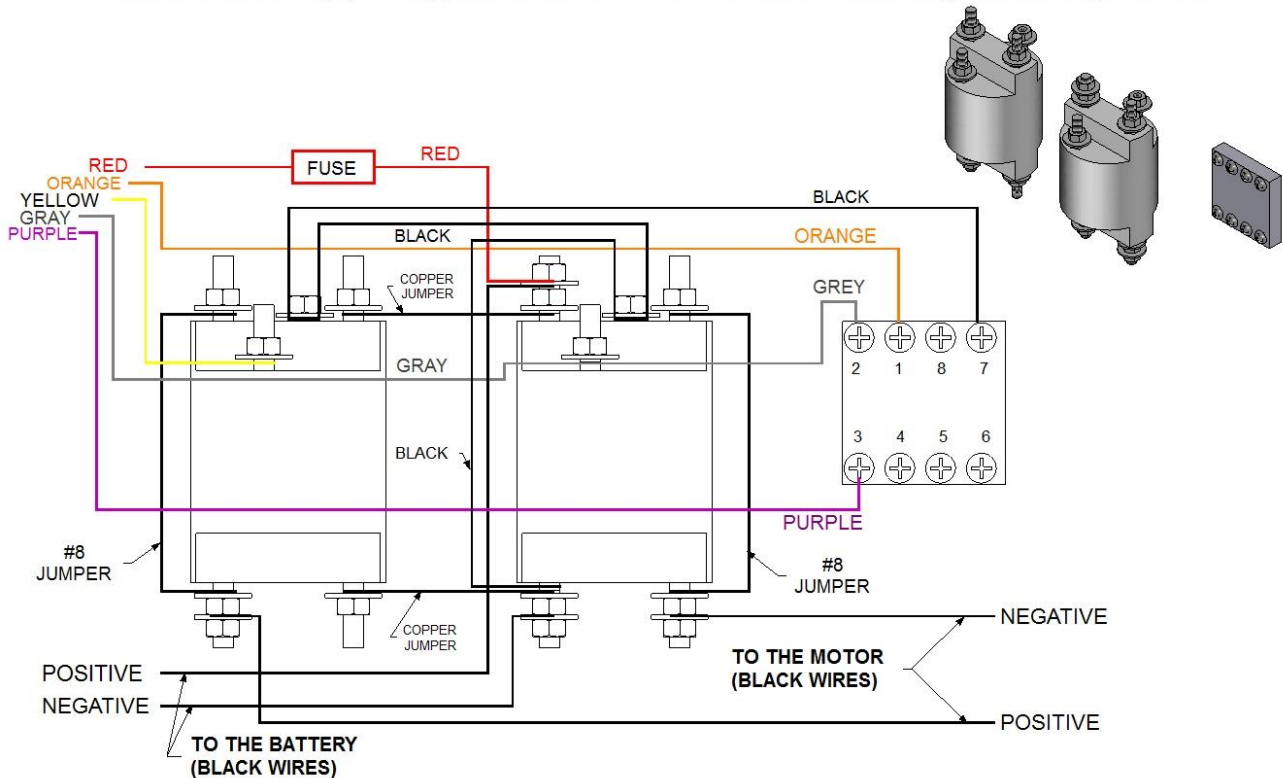 RED
FUSE
RED
ORANGE
YELLOW
GRAY
PURPLE
BLACK
BLACK
ORANGE
COPPER
JUMPER
GREY
GRAY
2 1 8 7
3 4 5 6
BLACK
PURPLE
#8
JUMPER
#8
JUMPER
COPPER
JUMPER
NEGATIVE
TO THE MOTOR
(BLACK WIRES)
POSITIVE
NEGATIVE
POSITIVE
TO THE BATTERY
(BLACK WIRES)